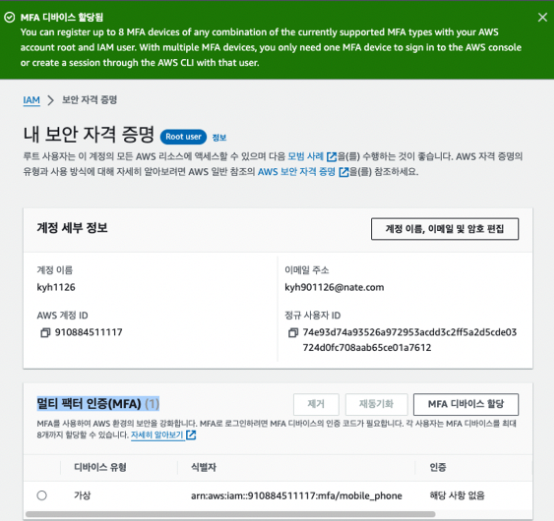 MFA 디바이스 할당됨
You can register up to 8 MFA devices of any combination of the currently supported MFA types with your AWS
account root and IAM user. With multiple MFA devices, you only need one MFA device to sign in to the AWS console
or create a session through the AWS CLI with that user.
IAM > 보안 자격 증명
내 보안 자격 증명 Root user 정보
루트 사용자는 이 계정의 모든 AWS 리소스에 액세스할 수 있으며 다음 모범 사례 을(를) 수행하는 것이 좋습니다. AWS 자격 증명의
유형과 사용 방식에 대해 자세히 알아보려면 AWS 일반 참조의 AWS 보안 자격 증명 을(를) 참조하세요.
계정 세부 정보
계정 이름, 이메일 및 암호 편집
계정 이름
kyh1126
이메일 주소
kyh901126@nate.com
AWS 계정 ID
910884511117
정규 사용자 ID
74e93d74a93526a972953acdd3c2ff5a2d5cde03
724d0fc708aab65ce01a7612
멀티 팩터 인증(MFA) (1)
제거
재동기화
MFA 디바이스 할당
MFA를 사용하여 AWS 환경의 보안을 강화합니다. MFA로 로그인하려면 MFA 디바이스의 인증 코드가 필요합니다. 각 사용자는 MFA 디바이스를 최대
8개까지 할당할 수 있습니다. 자세히 알아보기
디바이스 유형 식별자 인증
가상 arn:aws:iam::910884511117:mfa/mobile_phone 해당 사항 없음